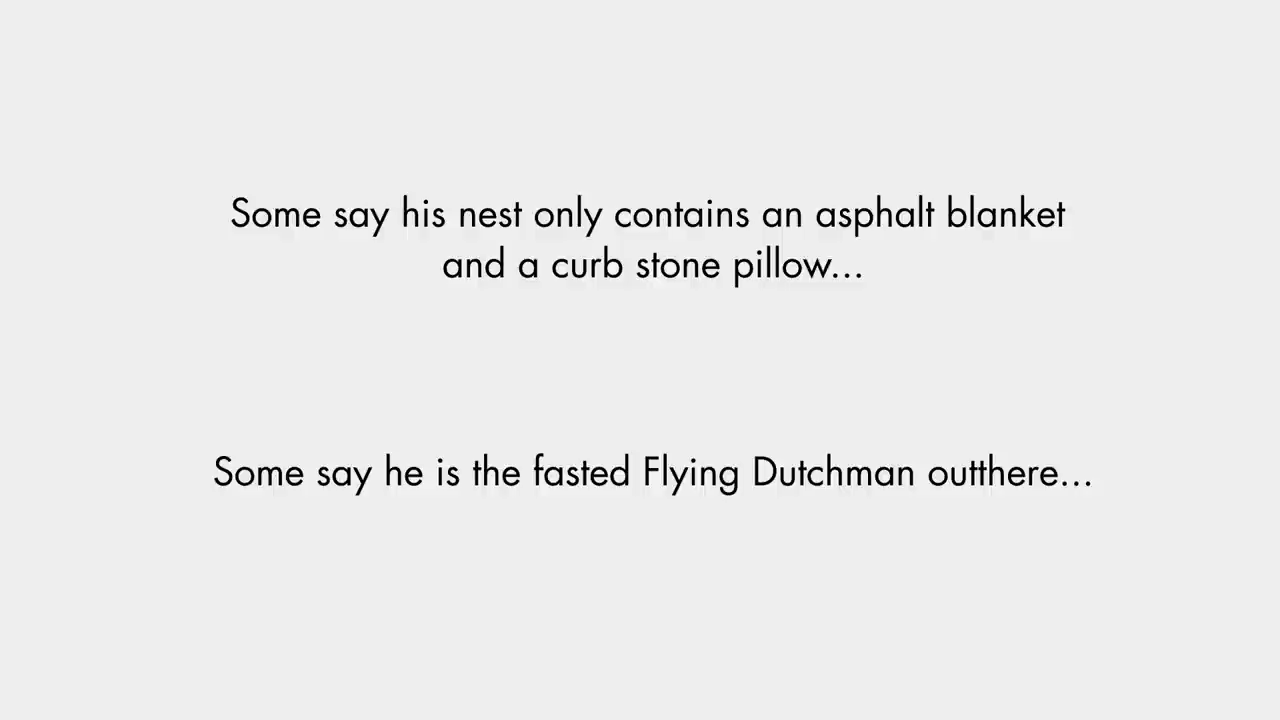 Some say his nest only contains an asphalt blanket
and a curb stone pillow...
Some say he is the fasted Flying Dutchman outthere...